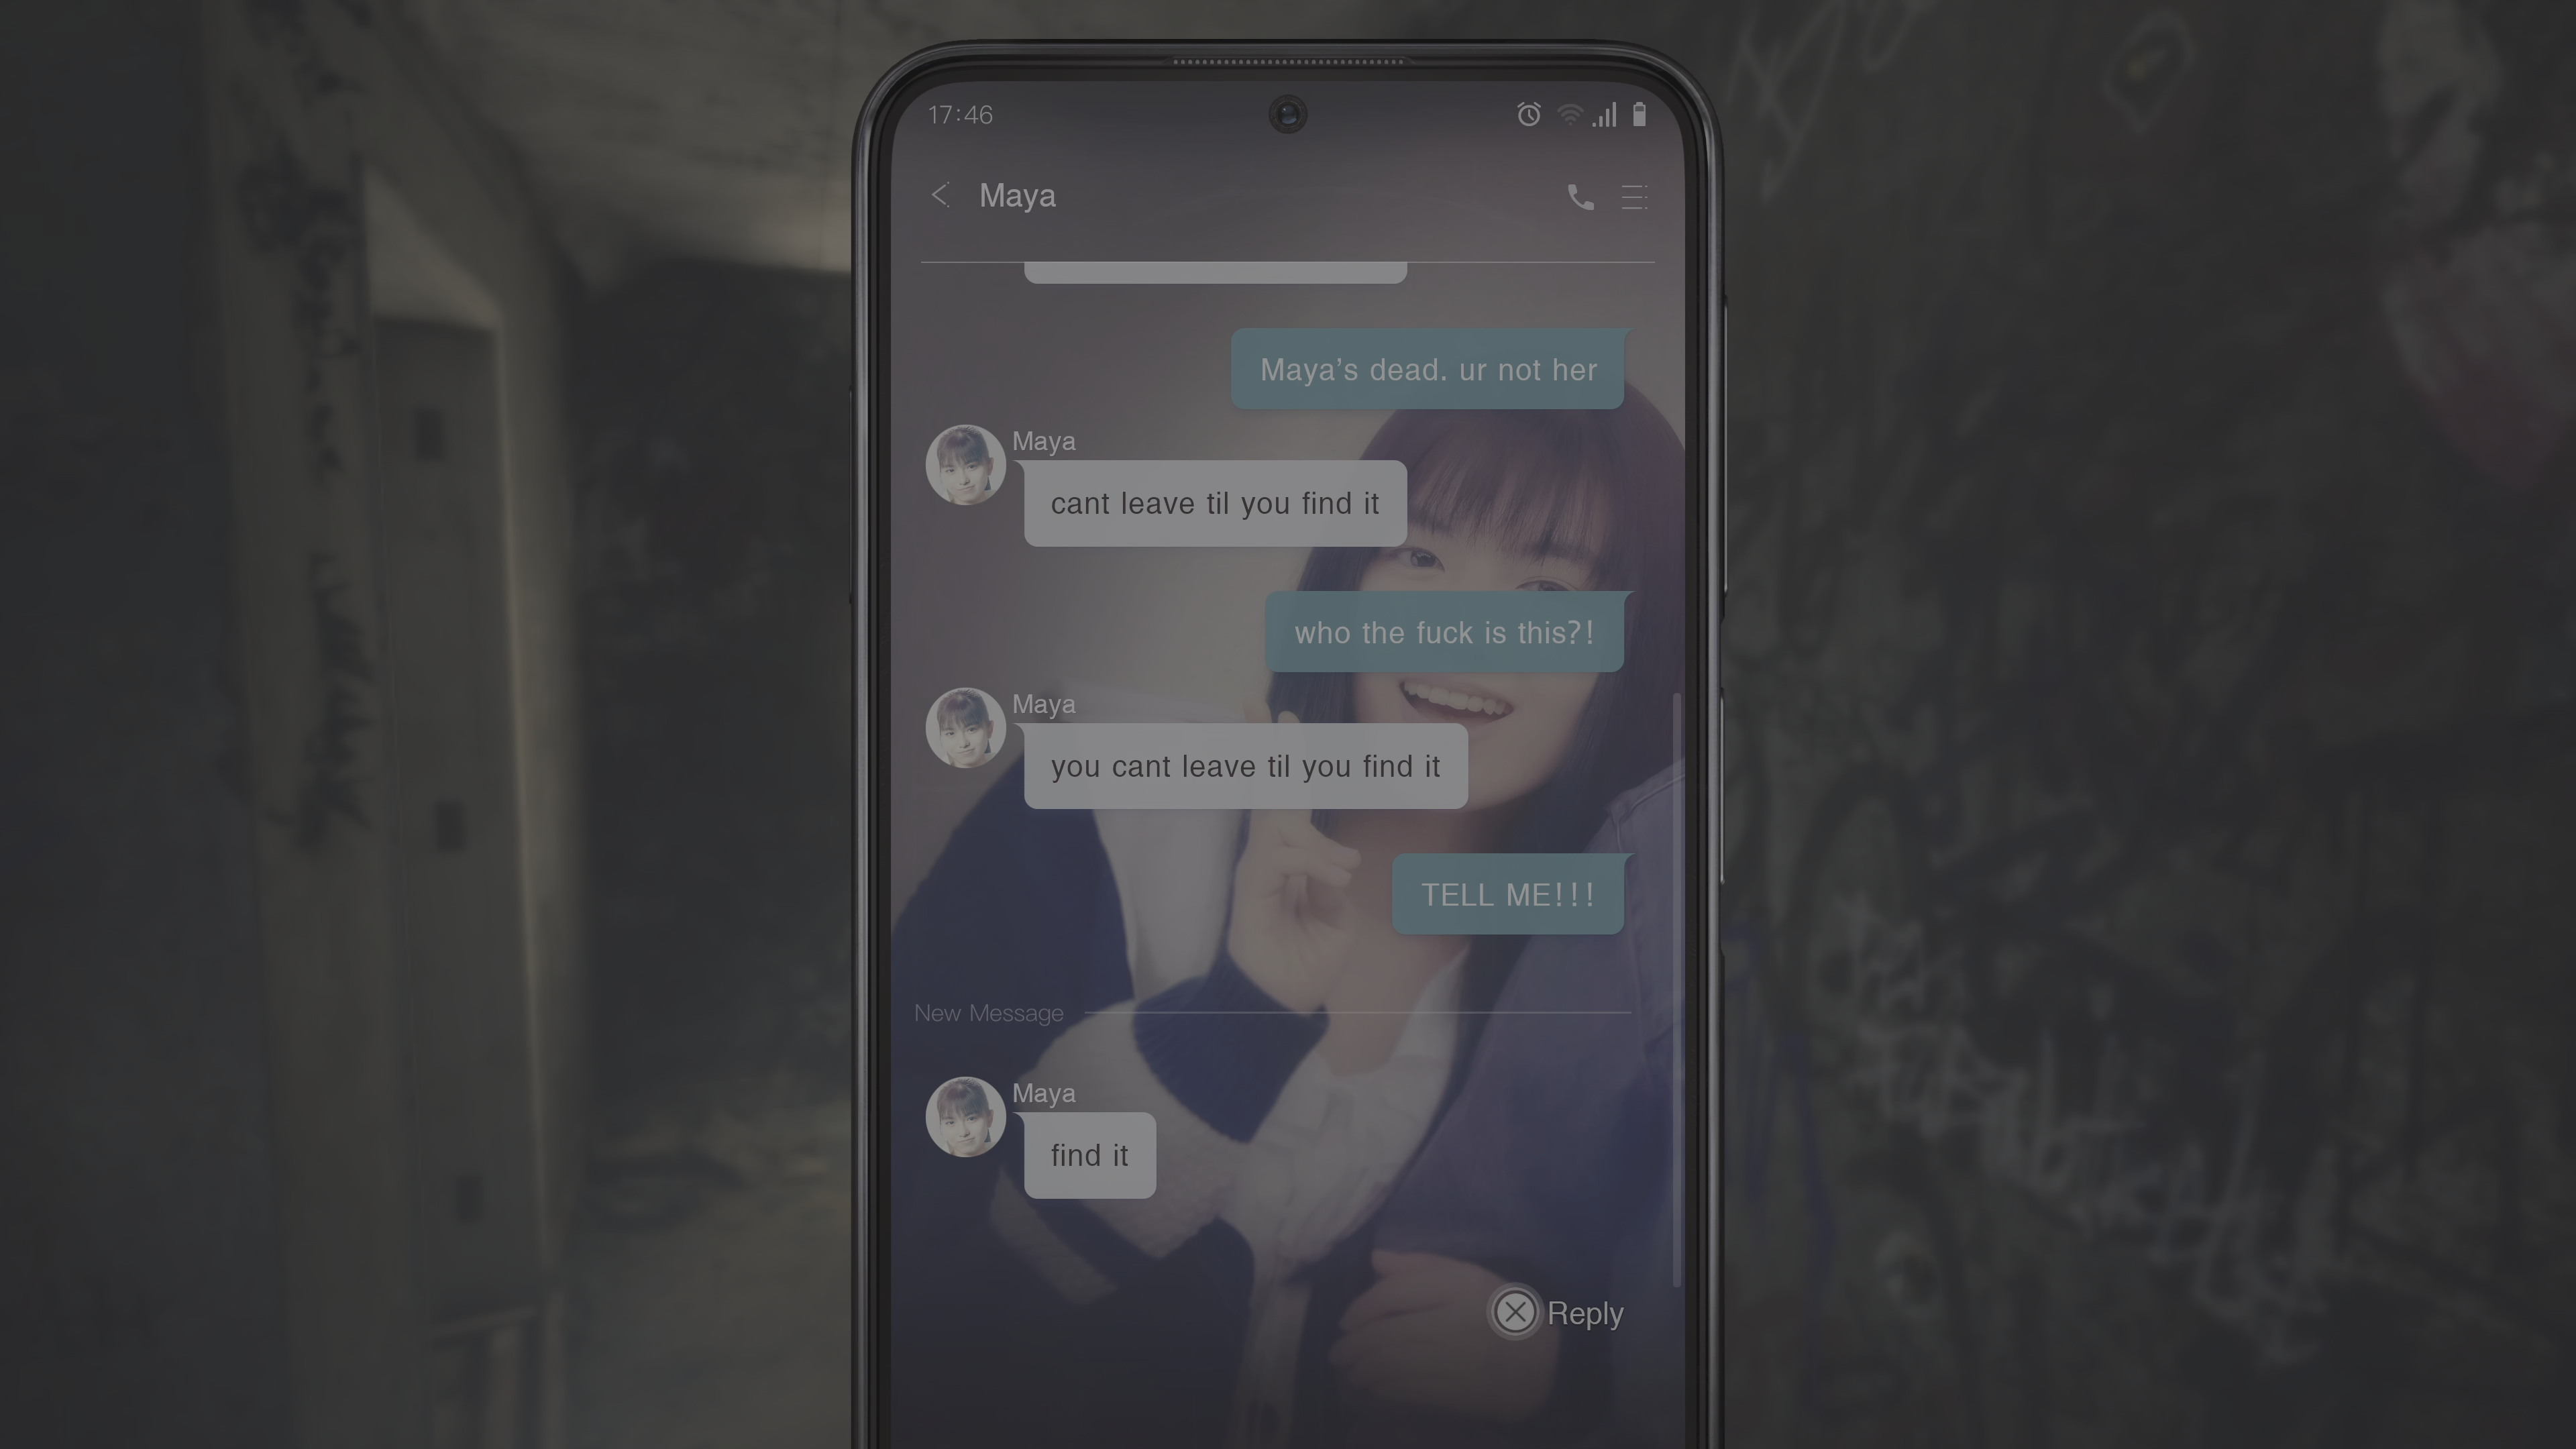 17:46
Maya
Maya’s dead. ur not her
Maya
cant leave til you find it
who the fuck is this?!
Maya
you cant leave til you find it
TELL ME!!!
New Message
Maya
find it
Reply